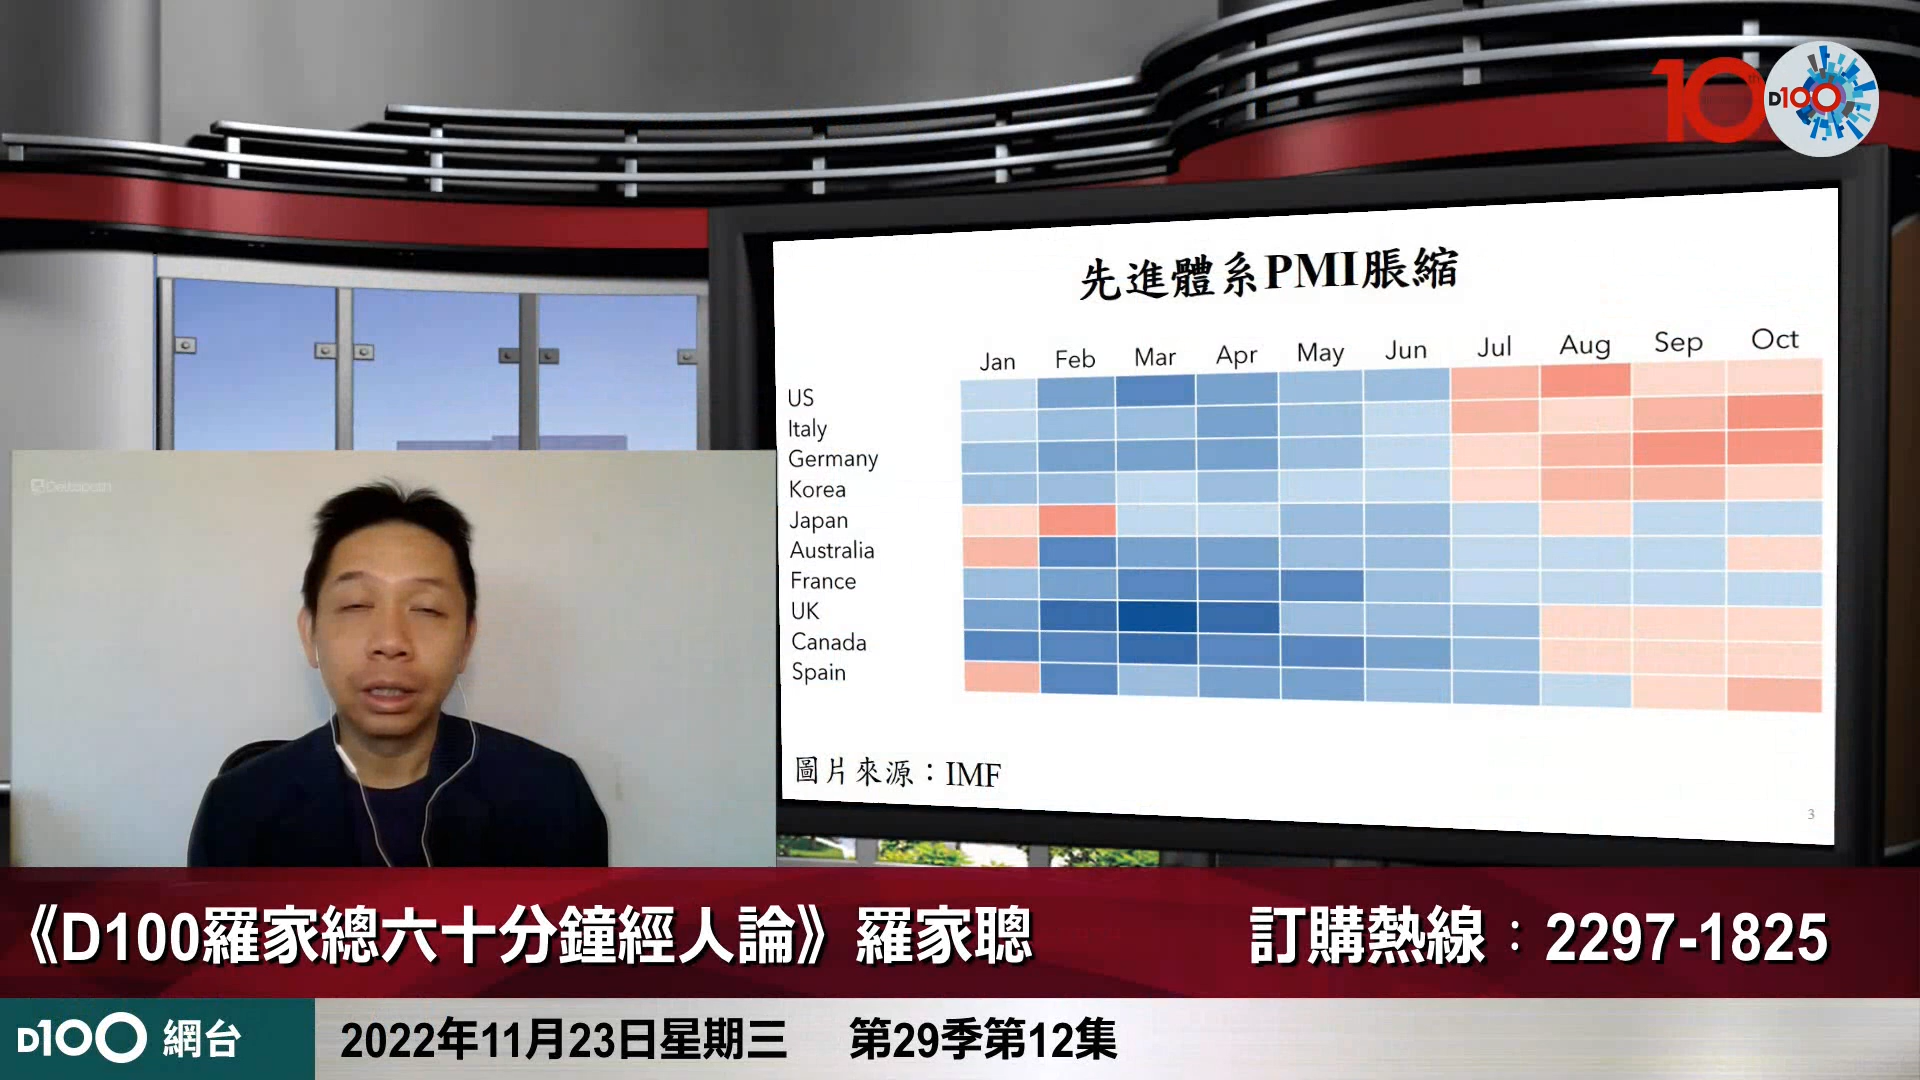 10th
D100
先進體系PMI脹縮
Jan Feb Mar Apr May Jun Jul Aug Sep Oct
US
Italy
Germany
Korea
Japan
Australia
France
UK
Canada
Spain
圖片來源：IMF
3
《D100羅家總六十分鐘經人論》羅家聰
訂購熱線：2297-1825
D100 網台
2022年11月23日星期三 第29季第12集